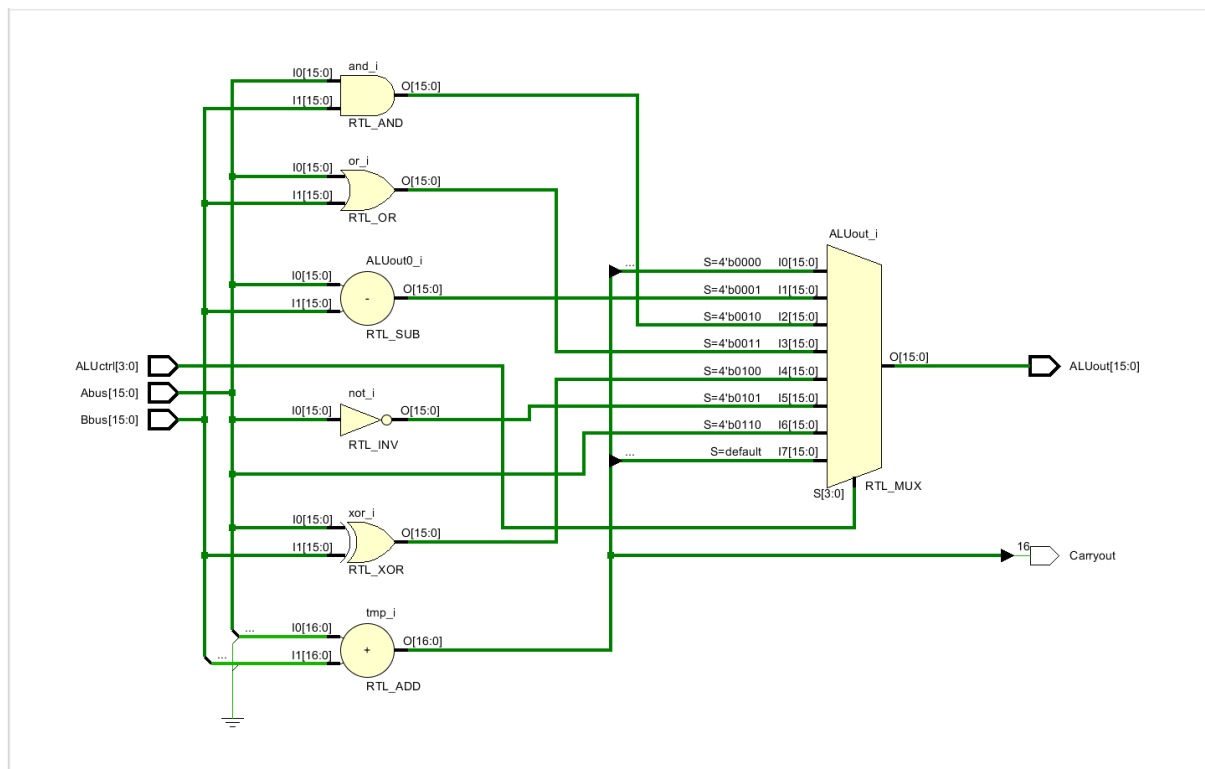 and_i
I0[15:0]
O[15:0]
I1[15:0]
RTL_AND
or_i
I0[15:0]
O[15:0]
I1[15:0]
RTL_OR
ALUout0_i
I0[15:0]
O[15:0]
I1[15:0]
-
RTL_SUB
ALUctrl[3:0]
Abus[15:0]
Bbus[15:0]
not_i
I0[15:0]
O[15:0]
RTL_INV
xor_i
I0[15:0]
O[15:0]
I1[15:0]
RTL_XOR
tmp_i
... I0[16:0]
O[16:0]
... I1[16:0]
+
RTL_ADD
ALUout_i
... S=4'b0000 I0[15:0]
S=4'b0001 I1[15:0]
S=4'b0010 I2[15:0]
S=4'b0011 I3[15:0]
S=4'b0100 I4[15:0]
S=4'b0101 I5[15:0]
S=4'b0110 I6[15:0]
... S=default I7[15:0]
S[3:0]
RTL_MUX
O[15:0]
ALUout[15:0]
16
Carryout